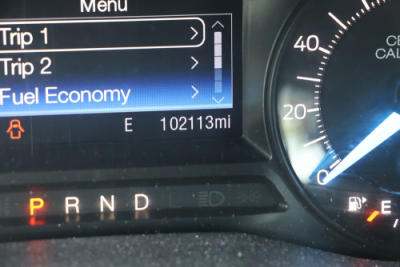 Menu
Trip 1
Trip 2
Fuel Economy
E 102113mi
P R N D L
40
20
0
E